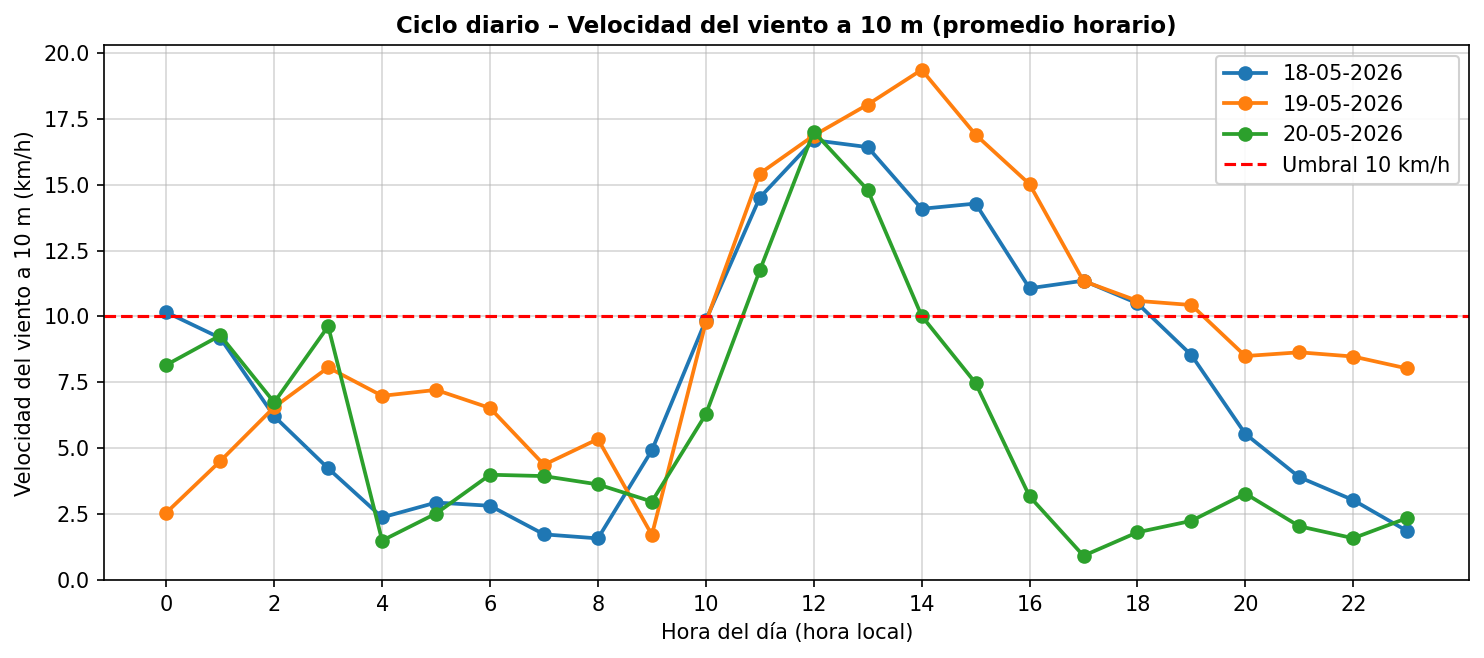 Ciclo diario – Velocidad del viento a 10 m (promedio horario)
Velocidad del viento a 10 m (km/h)
20.0
17.5
15.0
12.5
10.0
7.5
5.0
2.5
0.0
18-05-2026
19-05-2026
20-05-2026
Umbral 10 km/h
0 2 4 6 8 10 12 14 16 18 20 22
Hora del día (hora local)